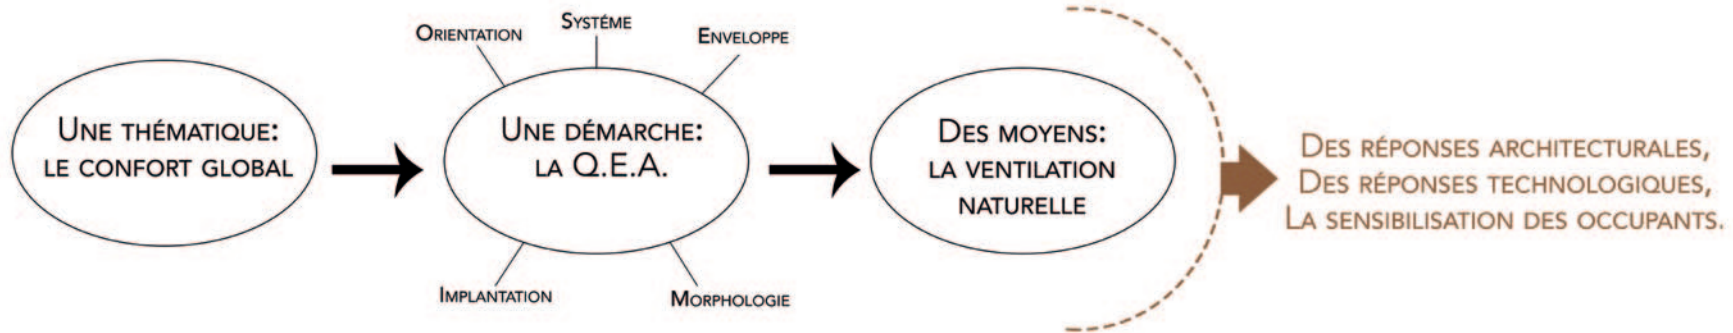 Une thématique:
le confort global
Orientation
Systéme
Enveloppe
Une démarche:
la Q.E.A.
Implantation
Morphologie
Des moyens:
la ventilation
naturelle
Des réponses architecturales,
Des réponses technologiques,
La sensibilisation des occupants.